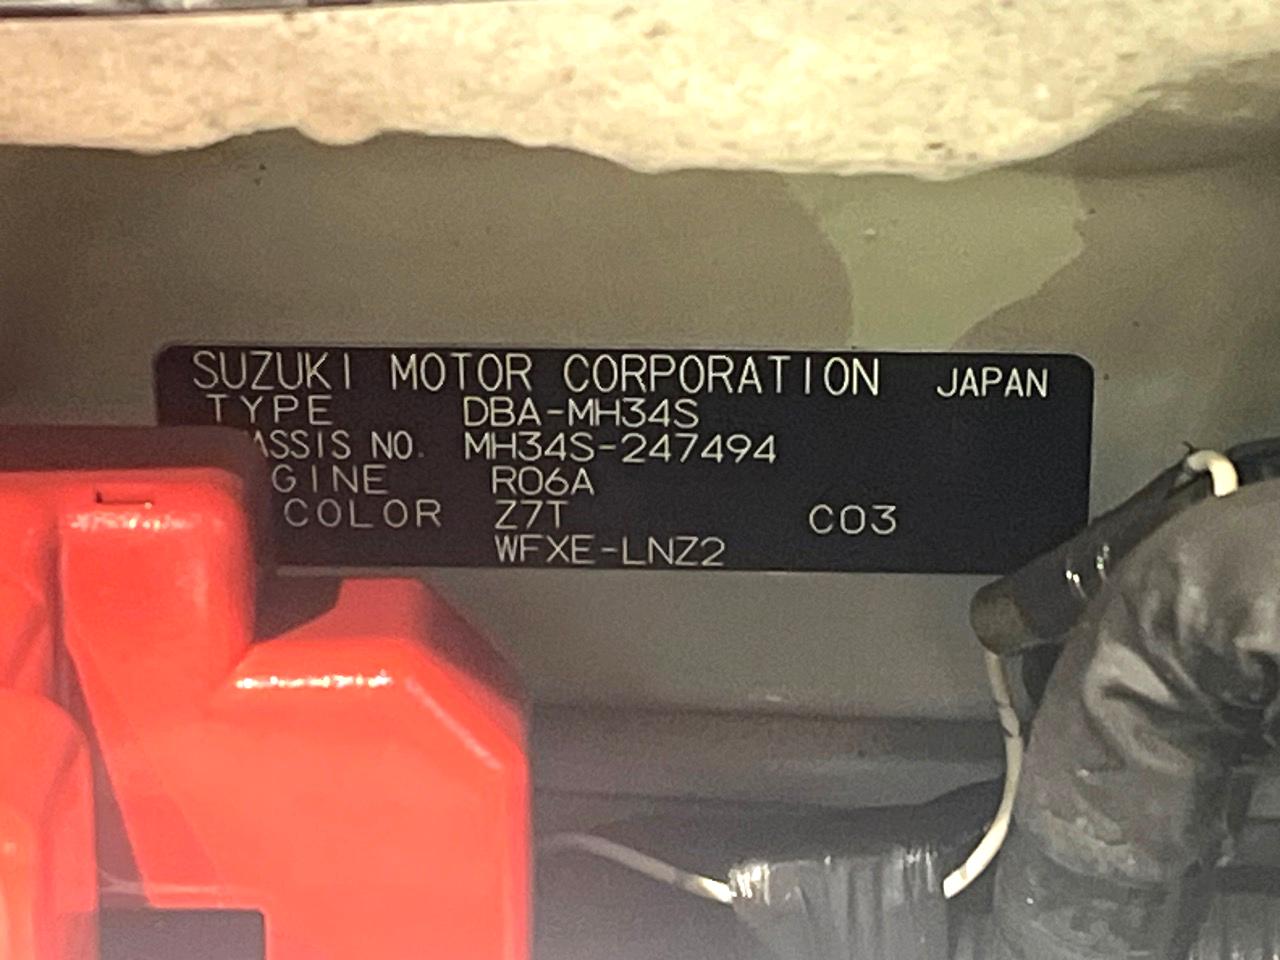 SUZUKI MOTOR CORPORATION JAPAN
TYPE DBA-MH34S
ASSIS NO. MH34S-247494
GINE R06A
COLOR Z7T C03
WFXE-LNZ2